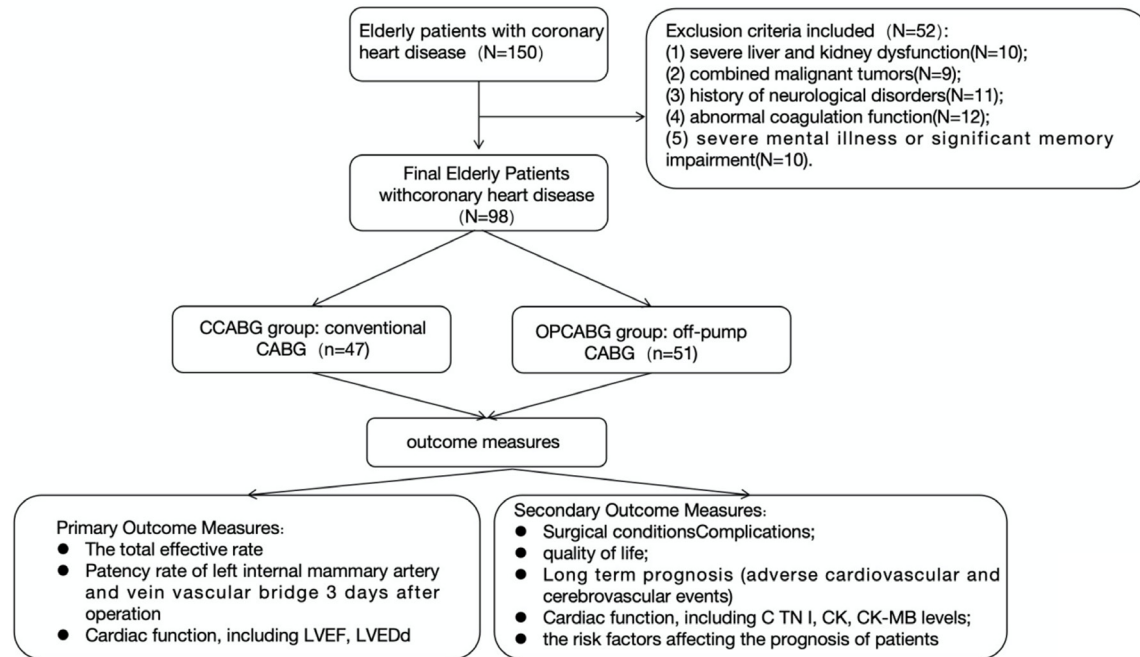 Elderly patients with coronary
heart disease (N=150)
Exclusion criteria included (N=52):
(1) severe liver and kidney dysfunction(N=10);
(2) combined malignant tumors(N=9);
(3) history of neurological disorders(N=11);
(4) abnormal coagulation function(N=12);
(5) severe mental illness or significant memory
impairment(N=10).
Final Elderly Patients
withcoronary heart disease
(N=98)
CCABG group: conventional
CABG (n=47)
OPCABG group: off-pump
CABG (n=51)
outcome measures
Primary Outcome Measures:
● The total effective rate
● Patency rate of left internal mammary artery
and vein vascular bridge 3 days after
operation
● Cardiac function, including LVEF, LVEDd
Secondary Outcome Measures:
● Surgical conditionsComplications;
● quality of life;
● Long term prognosis (adverse cardiovascular and
cerebrovascular events)
● Cardiac function, including C TN I, CK, CK-MB levels;
● the risk factors affecting the prognosis of patients